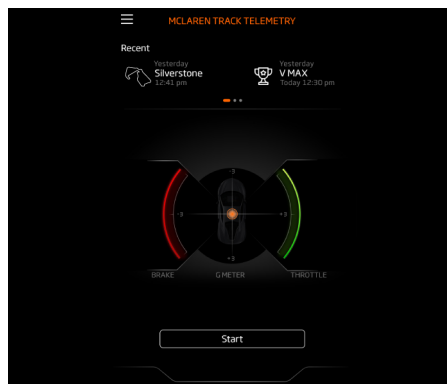 MCLAREN TRACK TELEMETRY
Recent
Yesterday
Silverstone
12:41 pm
Yesterday
V MAX
Today 12:30 pm
-3
-3
+3
+3
BRAKE
G METER
THROTTLE
Start